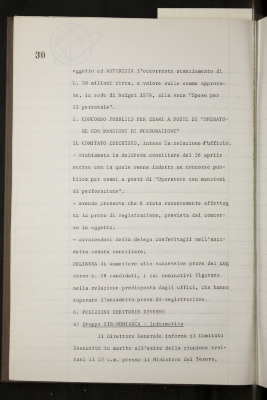 30
oggetto ed AUTORIZZA l'occorrente stanziamento di
L. 20 milioni circa, a valere sulle somme approva-
te, in sede di budget 1979, alla voce "Spese per
il personale".
5. CONCORSO PUBBLICO PER ESAMI A POSTI DI "OPERATO-
RE CON MANSIONI DI PERFORAZIONE"
IL COMITATO ESECUTIVO, intesa la relazione d'ufficio;
- richiamata la delibera consiliare del 26 aprile
scorso con la quale venne indetto un concorso pub-
blico per esami a posti di "Operatore con mansioni
di perforazione";
- avendo presente che è stata recentemente effettua
ta la prova di registrazione, prevista dal concor-
so in oggetto;
- avvalendosi della delega conferitagli nell'anzi-
detta seduta consiliare;
DELIBERA di ammettere alle successive prove del con
corso n. 28 candidati, i cui nominativi figurano
nella relazione predisposta dagli uffici, che hanno
superato l'anzidetta prova di registrazione.
6. POSIZIONI DEBITORIE DIVERSE
a) Gruppo SIR-RUMIANCA - Informativa
Il Direttore Generale informa il Comitato
Esecutivo in merito all'esito della riunione svol-
tasi il 12 u.m. presso il Ministero del Tesoro,